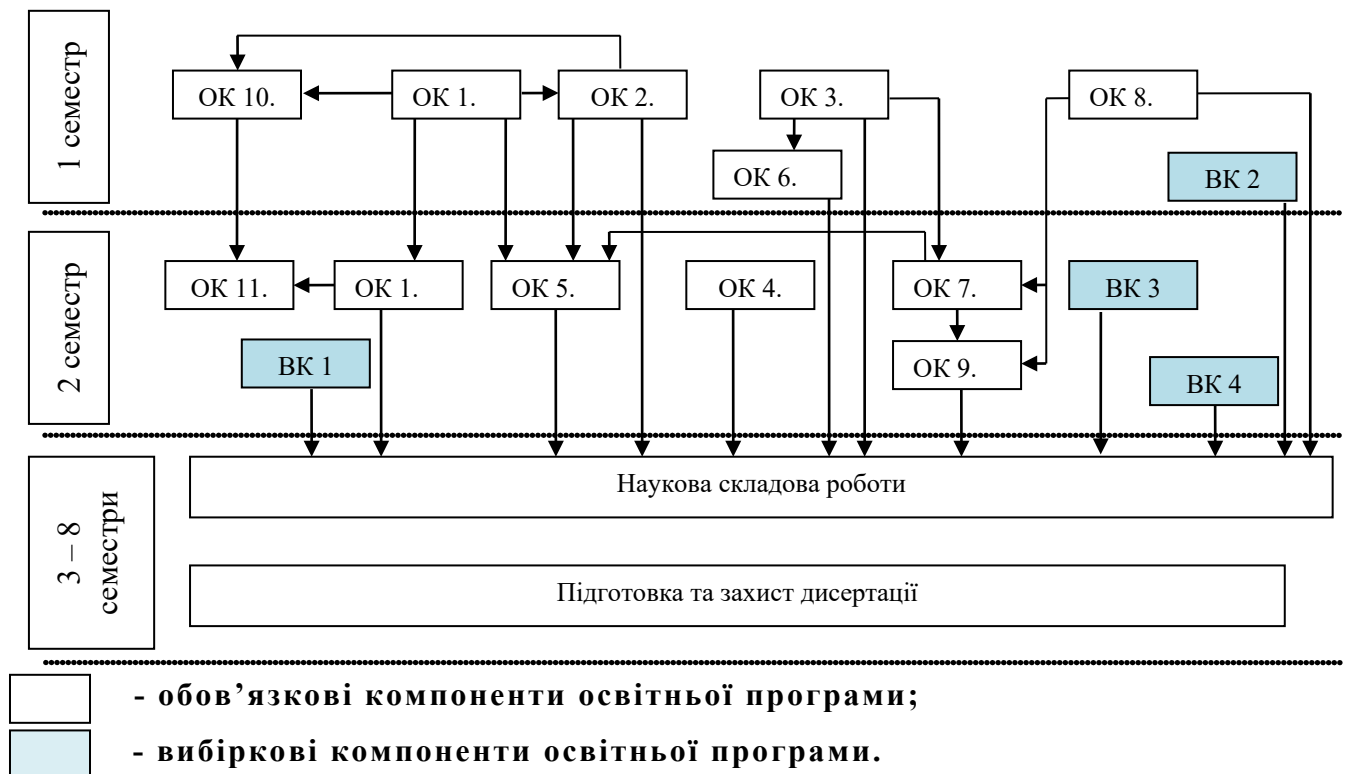 1 семестр
ОК 10.
ОК 1.
ОК 2.
ОК 3.
ОК 8.
ОК 6.
ВК 2
2 семестр
ОК 11.
ОК 1.
ОК 5.
ОК 4.
ОК 7.
ВК 3
ВК 1
ОК 9.
ВК 4
3 – 8
семестри
Наукова складова роботи
Підготовка та захист дисертації
- обов’язкові компоненти освітньої програми;
- вибіркові компоненти освітньої програми.